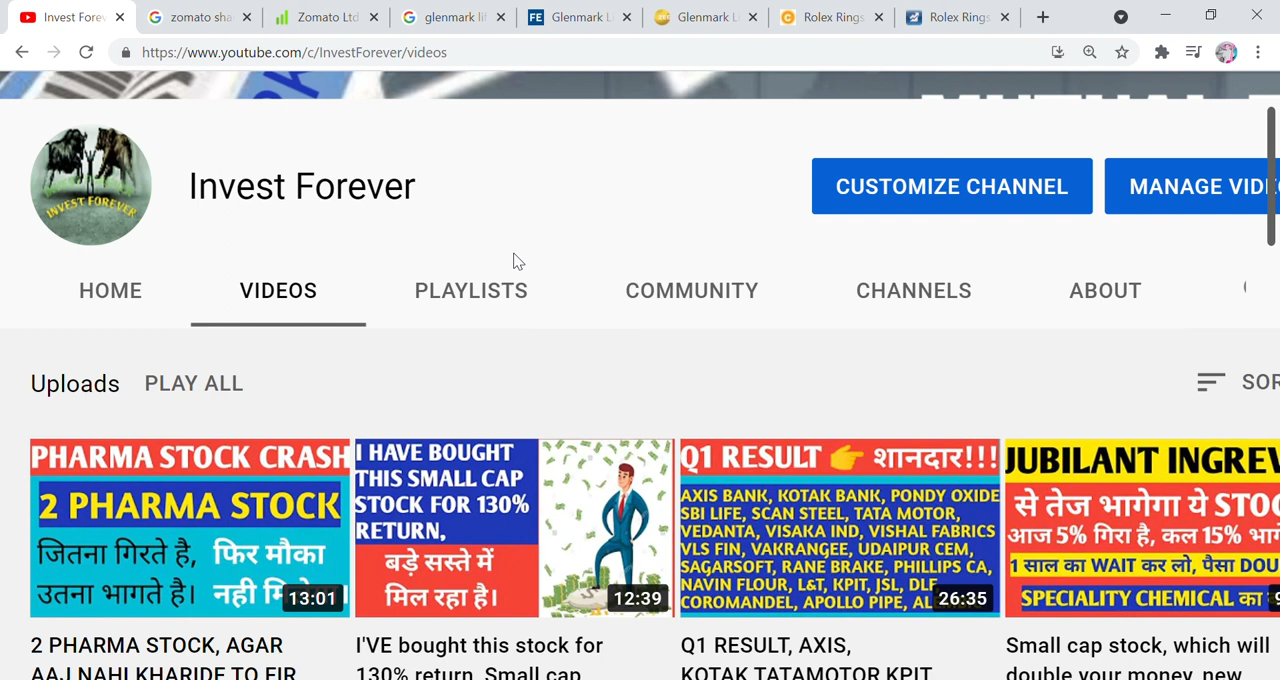 Invest Forev
zomato sha
Zomato Ltd
glenmark li
Glenmark L
Glenmark L
Rolex Rings
Rolex Rings
https://www.youtube.com/c/InvestForever/videos
INVEST FOREVER
Invest Forever
CUSTOMIZE CHANNEL
MANAGE VIDE
HOME
VIDEOS
PLAYLISTS
COMMUNITY
CHANNELS
ABOUT
Uploads
PLAY ALL
SOR
PHARMA STOCK CRASH
2 PHARMA STOCK
जितना गिरते है, फिर मौका
उतना भागते है। नही
13:01
I HAVE BOUGHT
THIS SMALL CAP
STOCK FOR 130%
RETURN,
बड़े सस्ते में
मिल रहा है।
12:39
Q1 RESULT 👉 शानदार!!!
AXIS BANK, KOTAK BANK, PONDY OXIDE
SBI LIFE, SCAN STEEL, TATA MOTOR,
VEDANTA, VISAKA IND, VISHAL FABRICS
VLS FIN, VAKRANGEE, UDAIPUR CEM,
SAGARSOFT, RANE BRAKE, PHILLIPS CA,
NAVIN FLOUR, L&T, KPIT, JSL, DLF
COROMANDEL, APOLLO PIPE,
26:35
JUBILANT INGREV
से तेज भागेगा ये STOC
आज 5% गिरा है, कल 15% भाग
1 साल का WAIT कर लो, पैसा DOU
SPECIALITY CHEMICAL का
2 PHARMA STOCK, AGAR
AAJ NAHI KHARIDE TO FIR
I'VE bought this stock for
130% return, Small cap
Q1 RESULT, AXIS,
KOTAK TATAMOTOR KPIT
Small cap stock, which will
double your money, new